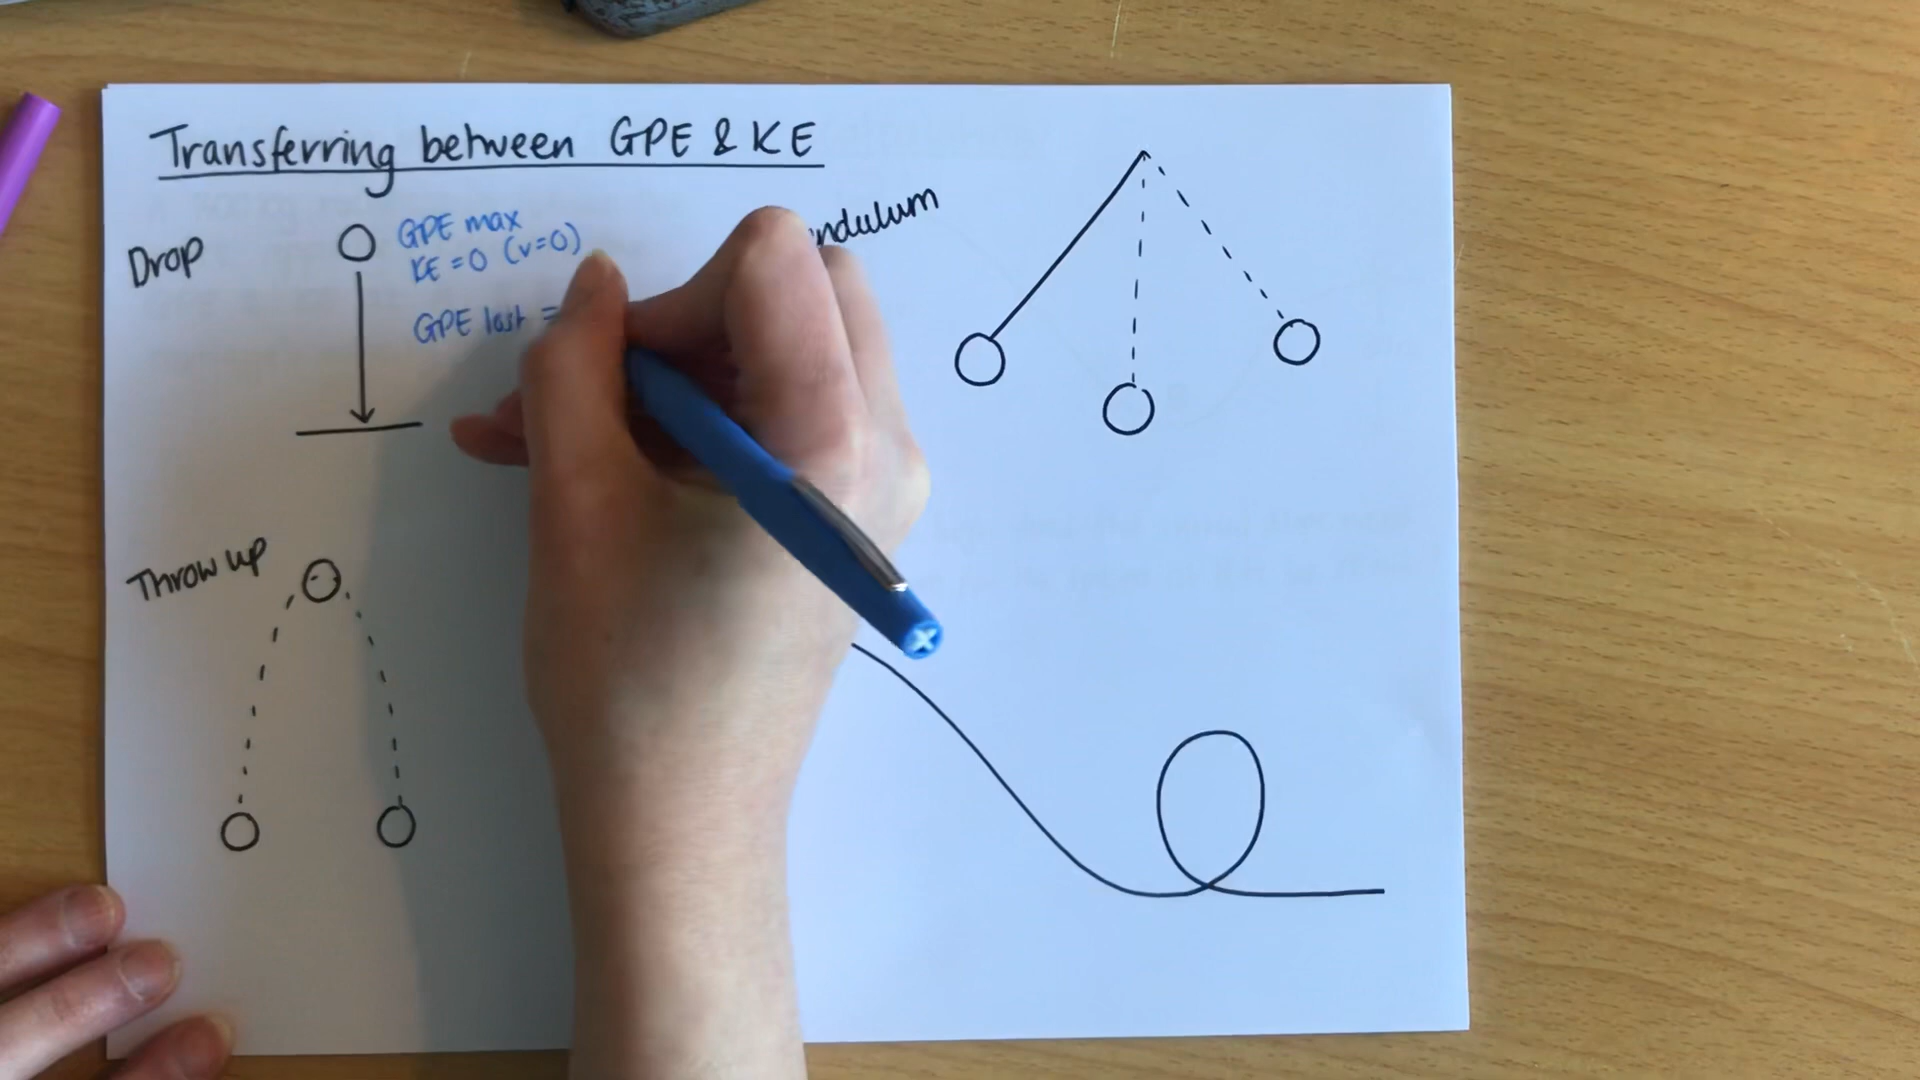 Transferring between GPE & KE
Drop
GPE max
KE = 0 (v=0)
GPE lost =
Throw up
ndulum